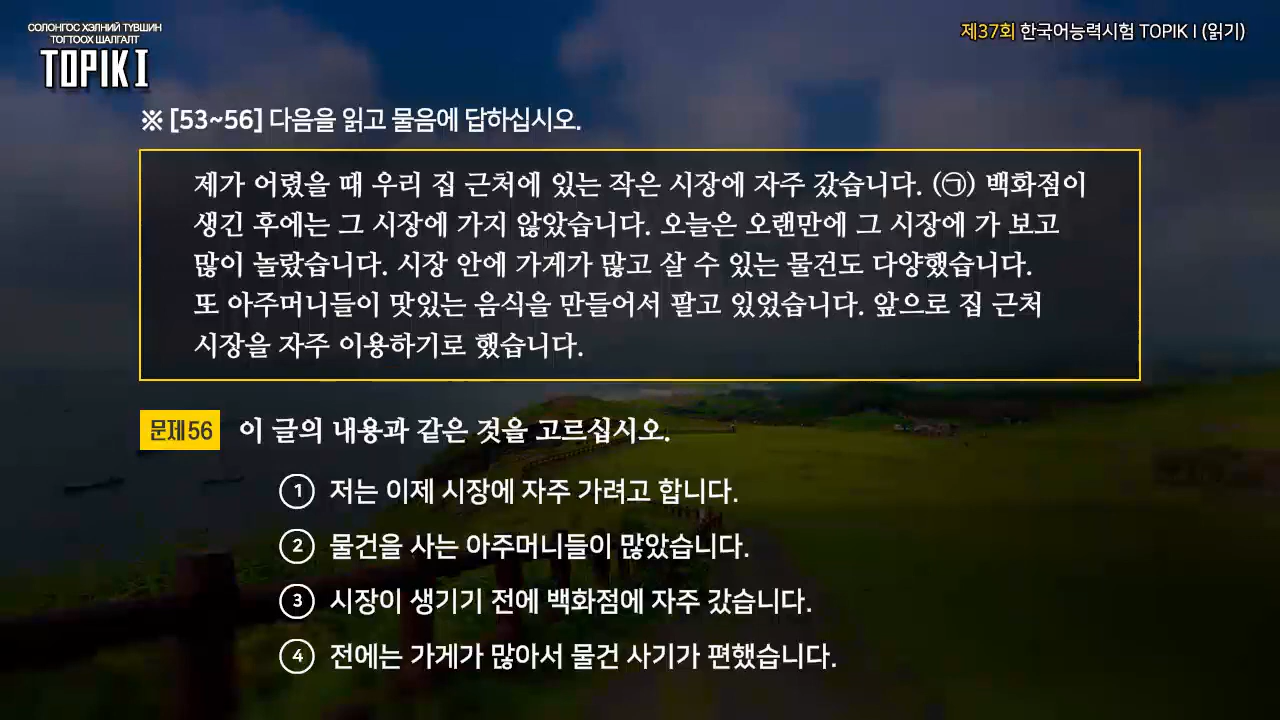 СОЛОНГОС ХЭЛНИЙ ТҮВШИН
ТОГТООХ ШАЛГАЛТ
TOPIK I
제37회 한국어능력시험 TOPIK I (읽기)
※ [53~56] 다음을 읽고 물음에 답하십시오.
제가 어렸을 때 우리 집 근처에 있는 작은 시장에 자주 갔습니다. (㉠) 백화점이
생긴 후에는 그 시장에 가지 않았습니다. 오늘은 오랜만에 그 시장에 가 보고
많이 놀랐습니다. 시장 안에 가게가 많고 살 수 있는 물건도 다양했습니다.
또 아주머니들이 맛있는 음식을 만들어서 팔고 있었습니다. 앞으로 집 근처
시장을 자주 이용하기로 했습니다.
문제 56 이 글의 내용과 같은 것을 고르십시오.
① 저는 이제 시장에 자주 가려고 합니다.
② 물건을 사는 아주머니들이 많았습니다.
③ 시장이 생기기 전에 백화점에 자주 갔습니다.
④ 전에는 가게가 많아서 물건 사기가 편했습니다.